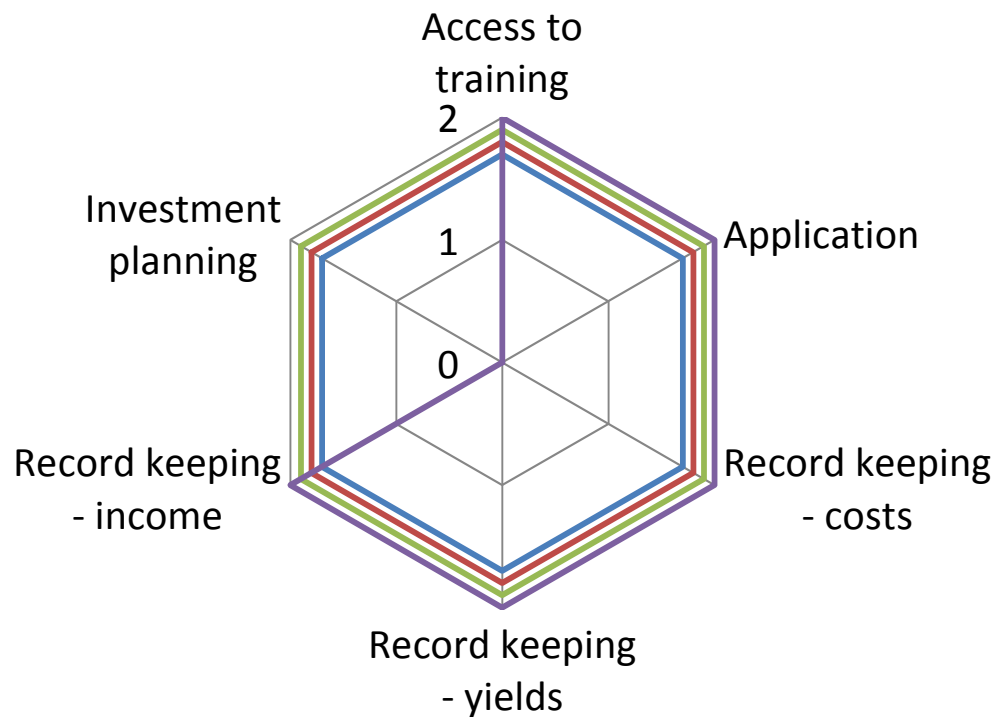 Access to
training
2
Investment
planning
Application
1
0
Record keeping
- income
Record keeping
- costs
Record keeping
- yields